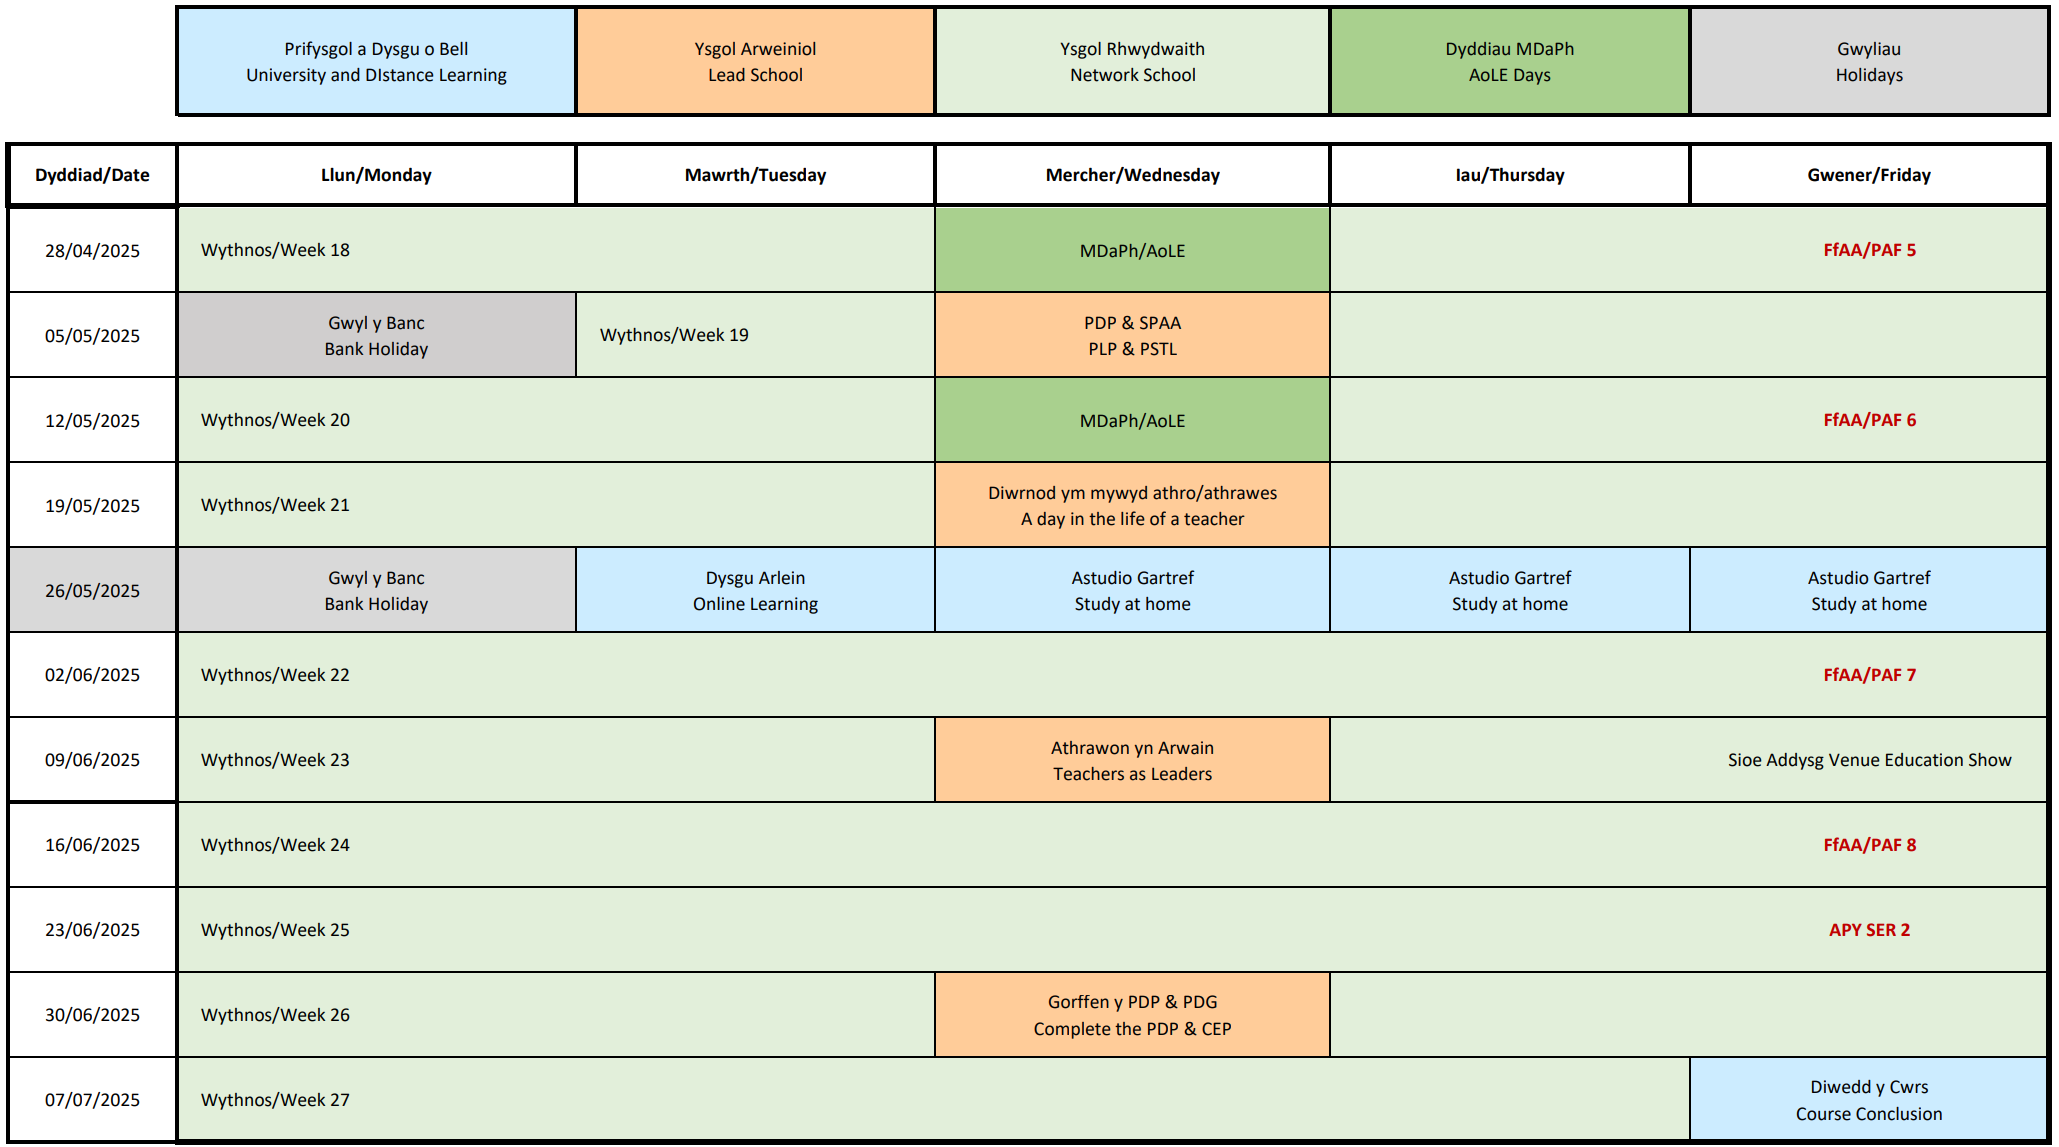 Prifysgol a Dysgu o Bell
University and DIstance Learning
Ysgol Arweiniol
Lead School
Ysgol Rhwydwaith
Network School
Dyddiau MDaPh
AoLE Days
Gwyliau
Holidays
Dyddiad/Date
Llun/Monday
Mawrth/Tuesday
Mercher/Wednesday
Iau/Thursday
Gwener/Friday
28/04/2025
Wythnos/Week 18
MDaPh/AoLE
FfAA/PAF 5
05/05/2025
Gwyl y Banc
Bank Holiday
Wythnos/Week 19
PDP & SPAA
PLP & PSTL
12/05/2025
Wythnos/Week 20
MDaPh/AoLE
FfAA/PAF 6
19/05/2025
Wythnos/Week 21
Diwrnod ym mywyd athro/athrawes
A day in the life of a teacher
26/05/2025
Gwyl y Banc
Bank Holiday
Dysgu Arlein
Online Learning
Astudio Gartref
Study at home
Astudio Gartref
Study at home
Astudio Gartref
Study at home
02/06/2025
Wythnos/Week 22
FfAA/PAF 7
09/06/2025
Wythnos/Week 23
Athrawon yn Arwain
Teachers as Leaders
Sioe Addysg Venue Education Show
16/06/2025
Wythnos/Week 24
FfAA/PAF 8
23/06/2025
Wythnos/Week 25
APY SER 2
30/06/2025
Wythnos/Week 26
Gorffen y PDP & PDG
Complete the PDP & CEP
07/07/2025
Wythnos/Week 27
Diwedd y Cwrs
Course Conclusion